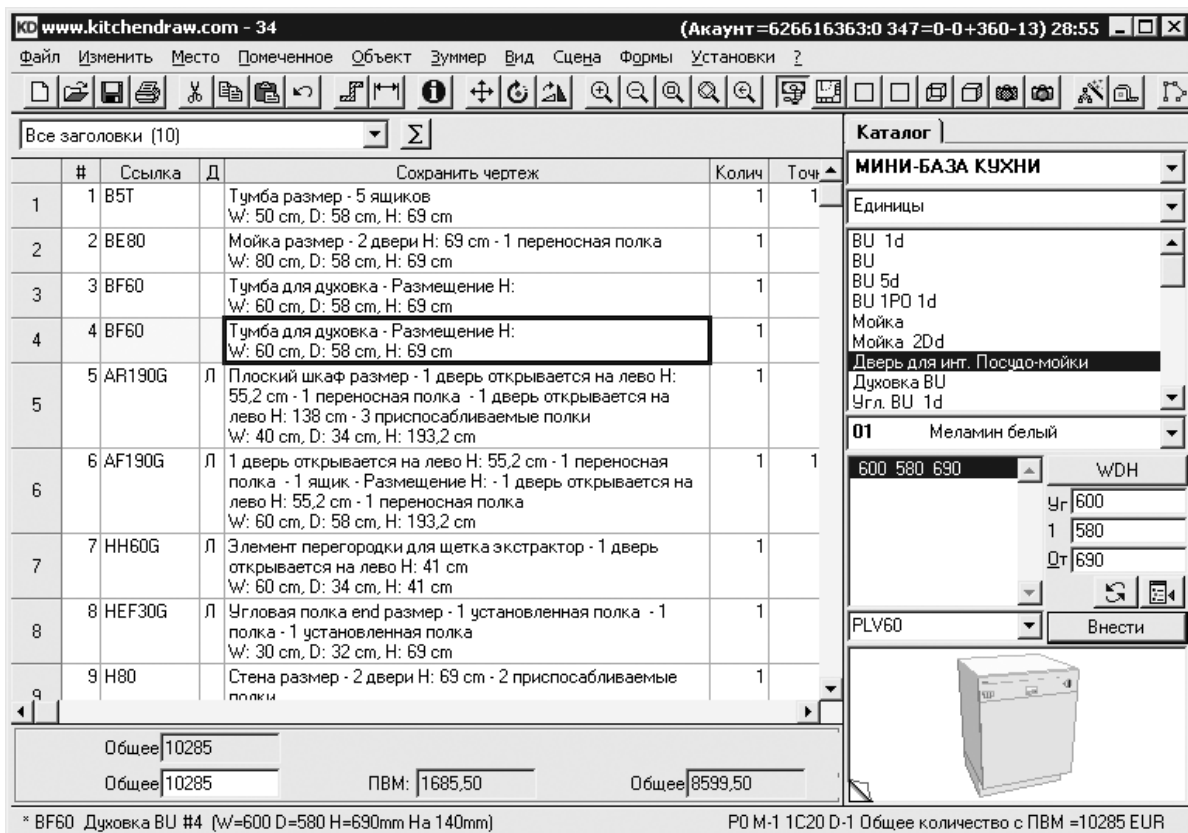 KD www.kitchendraw.com - 34 (Акаунт=626616363:0 347=0-0+360-13) 28:55
Файл Изменить Место Помеченное Объект Зуммер Вид Сцена Формы Установки ?
Все заголовки (10) Σ
# Ссылка Д Сохранить чертеж Колич Точн
1 1 B5T Тумба размер - 5 ящиков 1 1
W: 50 cm, D: 58 cm, H: 69 cm
2 2 BE80 Мойка размер - 2 двери H: 69 cm - 1 переносная полка 1
W: 80 cm, D: 58 cm, H: 69 cm
3 3 BF60 Тумба для духовка - Размещение H: 1
W: 60 cm, D: 58 cm, H: 69 cm
4 4 BF60 Тумба для духовка - Размещение H: 1
W: 60 cm, D: 58 cm, H: 69 cm
5 5 AR190G Л Плоский шкаф размер - 1 дверь открывается на лево H: 1
55,2 cm - 1 переносная полка - 1 дверь открывается на
лево H: 138 cm - 3 приспосабливаемые полки
W: 40 cm, D: 34 cm, H: 193,2 cm
6 6 AF190G Л 1 дверь открывается на лево H: 55,2 cm - 1 переносная 1 1
полка - 1 ящик - Размещение H: - 1 дверь открывается на
лево H: 55,2 cm - 1 переносная полка
W: 60 cm, D: 58 cm, H: 193,2 cm
7 7 HH60G Л Элемент перегородки для щетка экстрактор - 1 дверь 1
открывается на лево H: 41 cm
W: 60 cm, D: 34 cm, H: 41 cm
8 8 HEF30G Л Угловая полка end размер - 1 установленная полка - 1 1
полка - 1 установленная полка
W: 30 cm, D: 32 cm, H: 69 cm
9 9 H80 Стена размер - 2 двери H: 69 cm - 2 приспосабливаемые 1
полки
Общее 10285
Общее 10285 ПВМ: 1685,50 Общее 8599,50
Каталог
МИНИ-БАЗА КУХНИ
Единицы
BU 1d
BU
BU 5d
BU 1PO 1d
Мойка
Мойка 2Dd
Дверь для инт. Посудо-мойки
Духовка BU
Угл. BU 1d
01 Меламин белый
600 580 690 WDH
Уг 600
1 580
От 690
PLV60 Внести
* BF60 Духовка BU #4 (W=600 D=580 H=690mm На 140mm) P0 M-1 1C20 D-1 Общее количество с ПВМ =10285 EUR